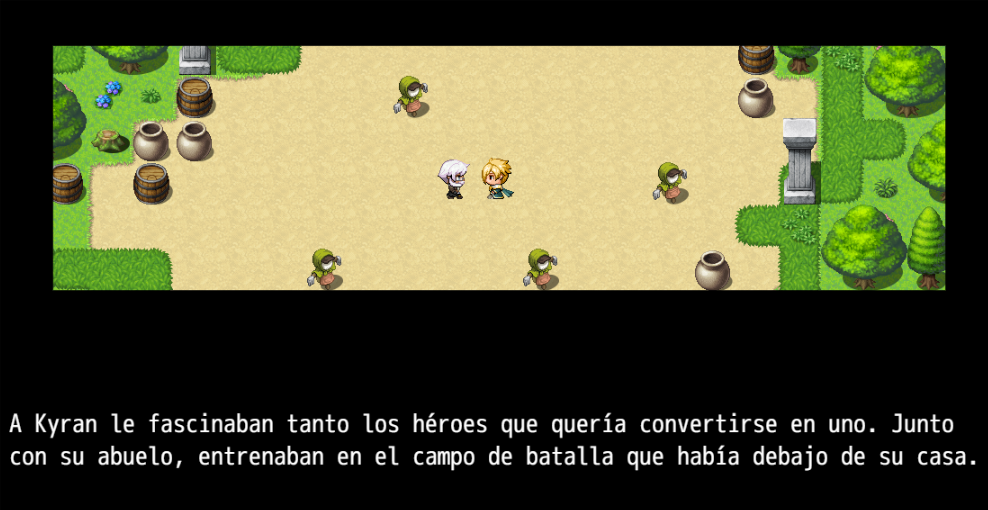 A Kyran le fascinaban tanto los héroes que quería convertirse en uno. Junto
con su abuelo, entrenaban en el campo de batalla que había debajo de su casa.